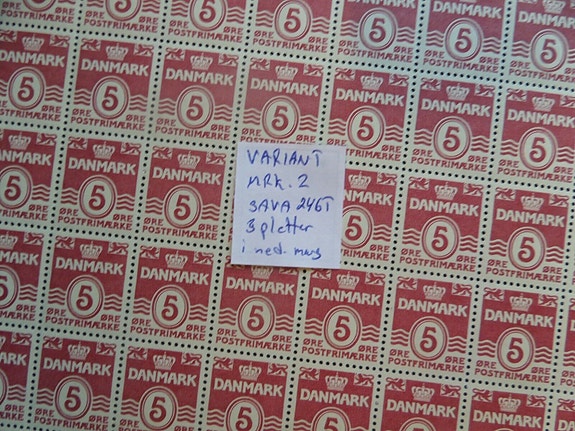 VARIANT
MRK. 2
3AVA 246T
3 pletter
i ned. marg
DANMARK
5
ØRE
POSTFRIMÆRKE